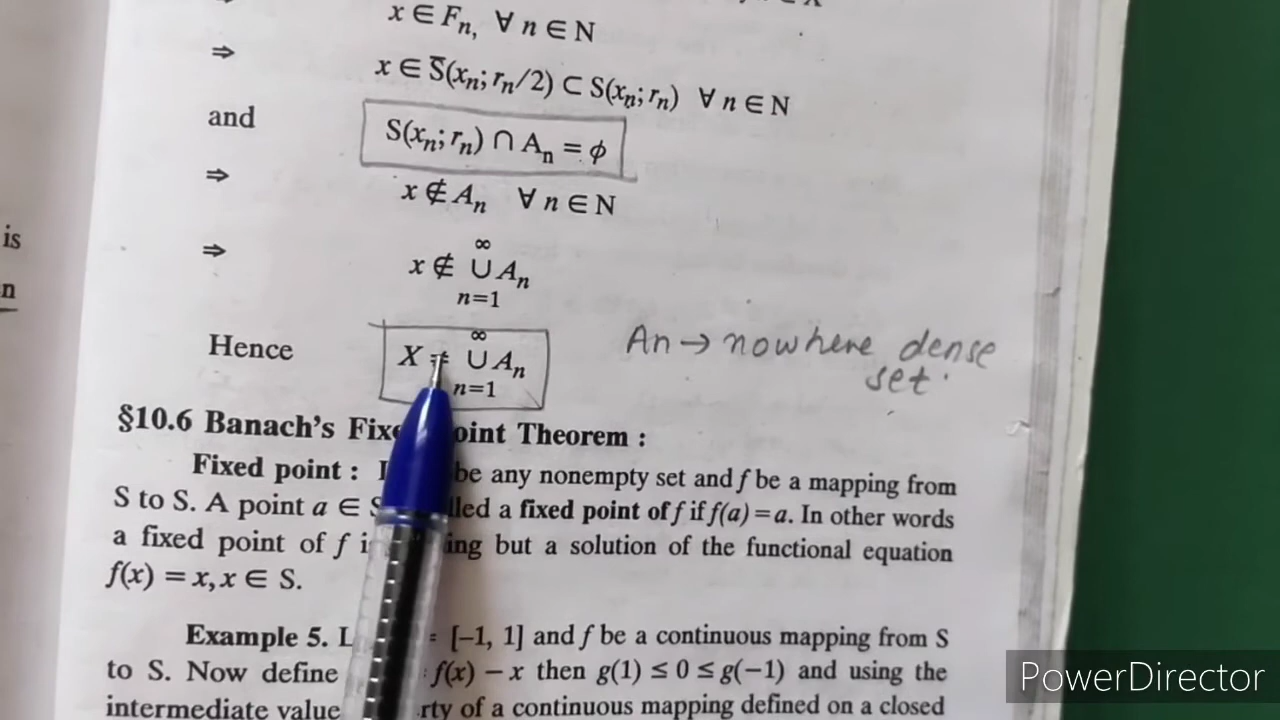 x ∈ Fn, ∀ n ∈ N
⇒ x ∈ S̄(xn; rn/2) ⊂ S(xn; rn) ∀ n ∈ N
and S(xn; rn) ∩ An = ϕ
⇒ x ∉ An ∀ n ∈ N
is
⇒ x ∉ ∞ ∪ An n=1
n
Hence X ≠ ∞ ∪ An n=1
An → nowhere dense
set.
§10.6 Banach's Fixe oint Theorem :
Fixed point : be any nonempty set and f be a mapping from
S to S. A point a ∈ S lled a fixed point of f if f(a) = a. In other words
a fixed point of f i ing but a solution of the functional equation
f(x) = x, x ∈ S.
Example 5. L = [–1, 1] and f be a continuous mapping from S
to S. Now define f(x) – x then g(1) ≤ 0 ≤ g(–1) and using the
intermediate value rty of a continuous mapping defined on a closed
PowerDirector